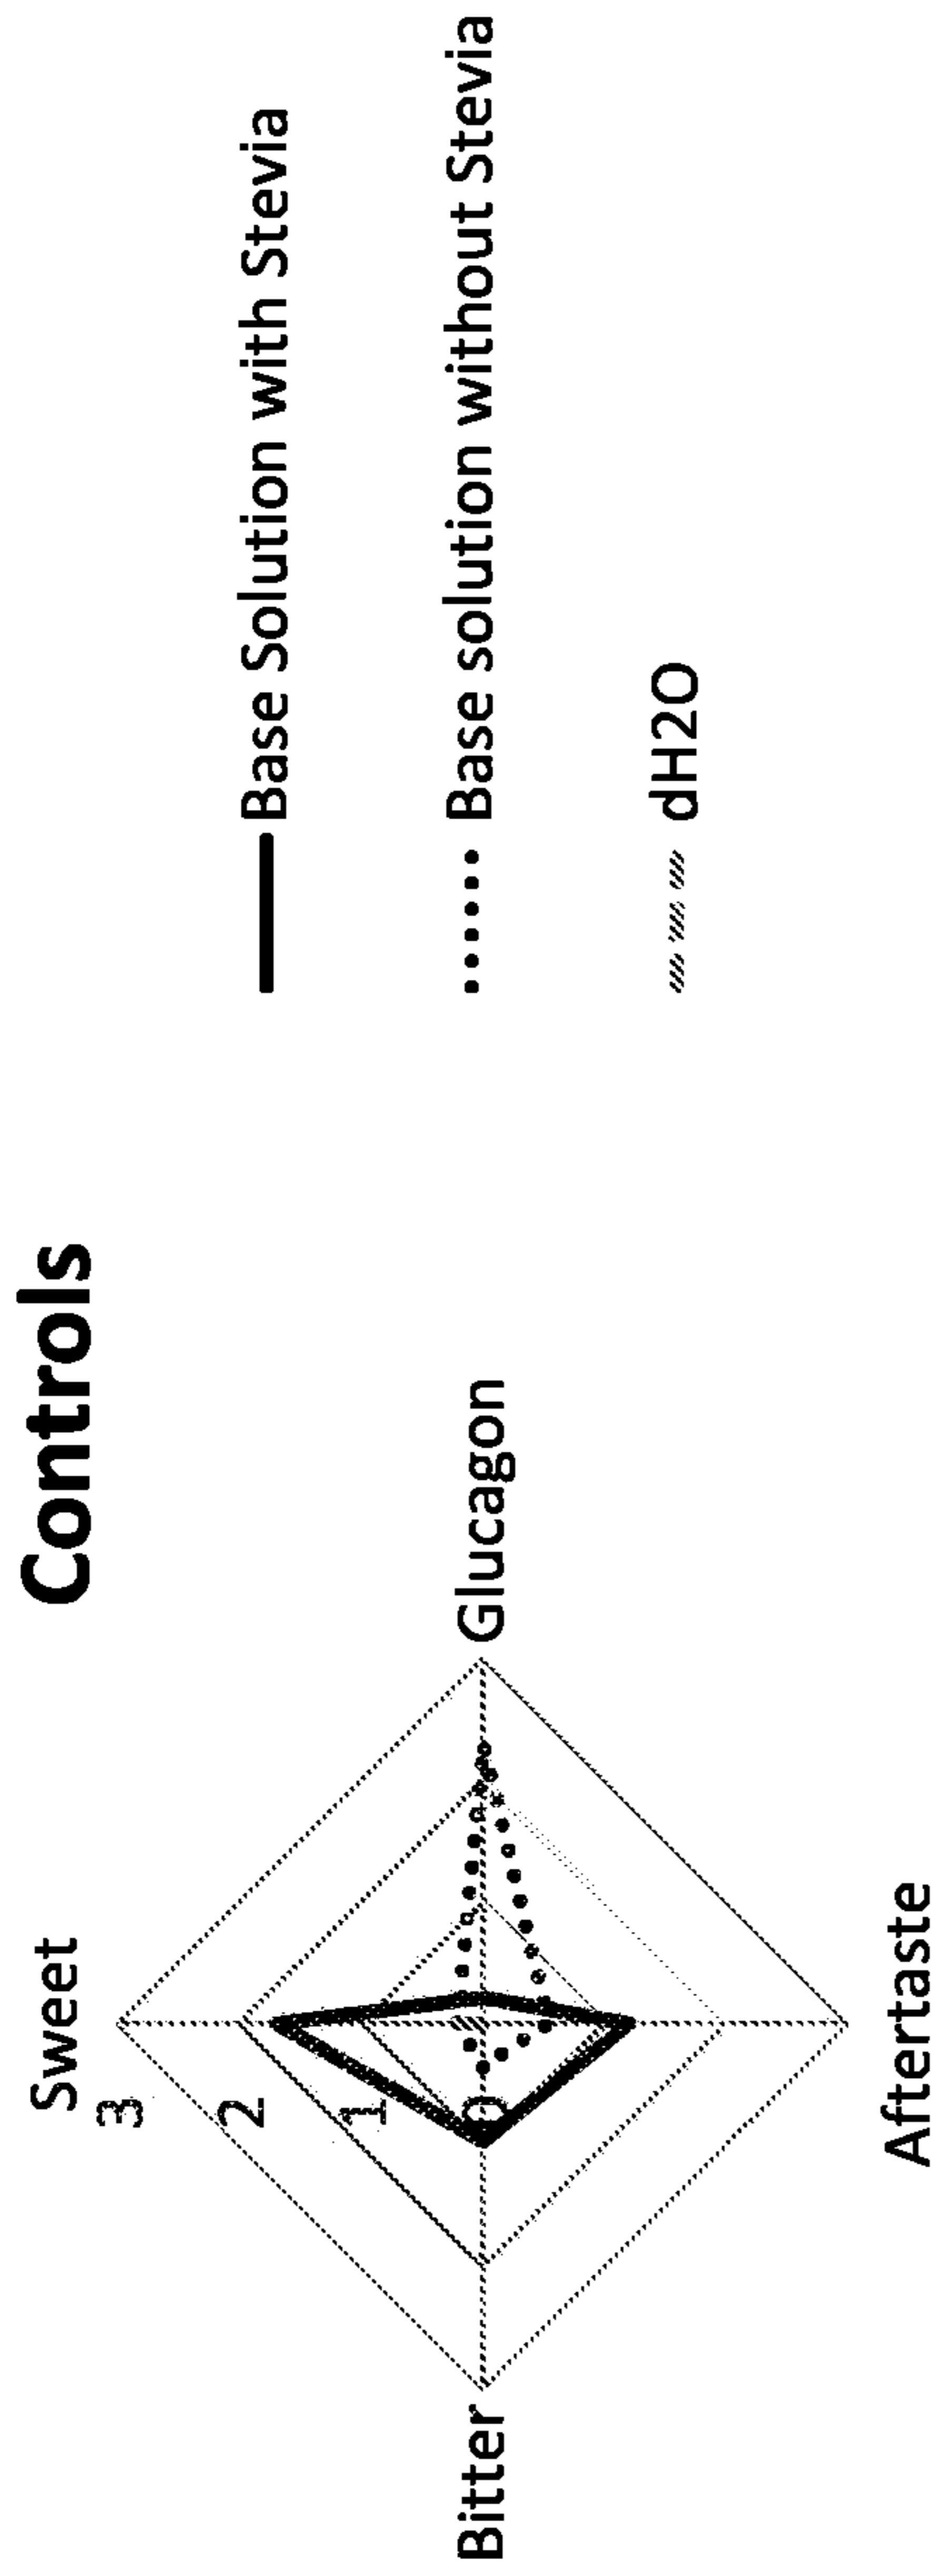 Controls
Sweet
3
2
1
0
Glucagon
Aftertaste
Bitter
Base Solution with Stevia
Base solution without Stevia
dH2O